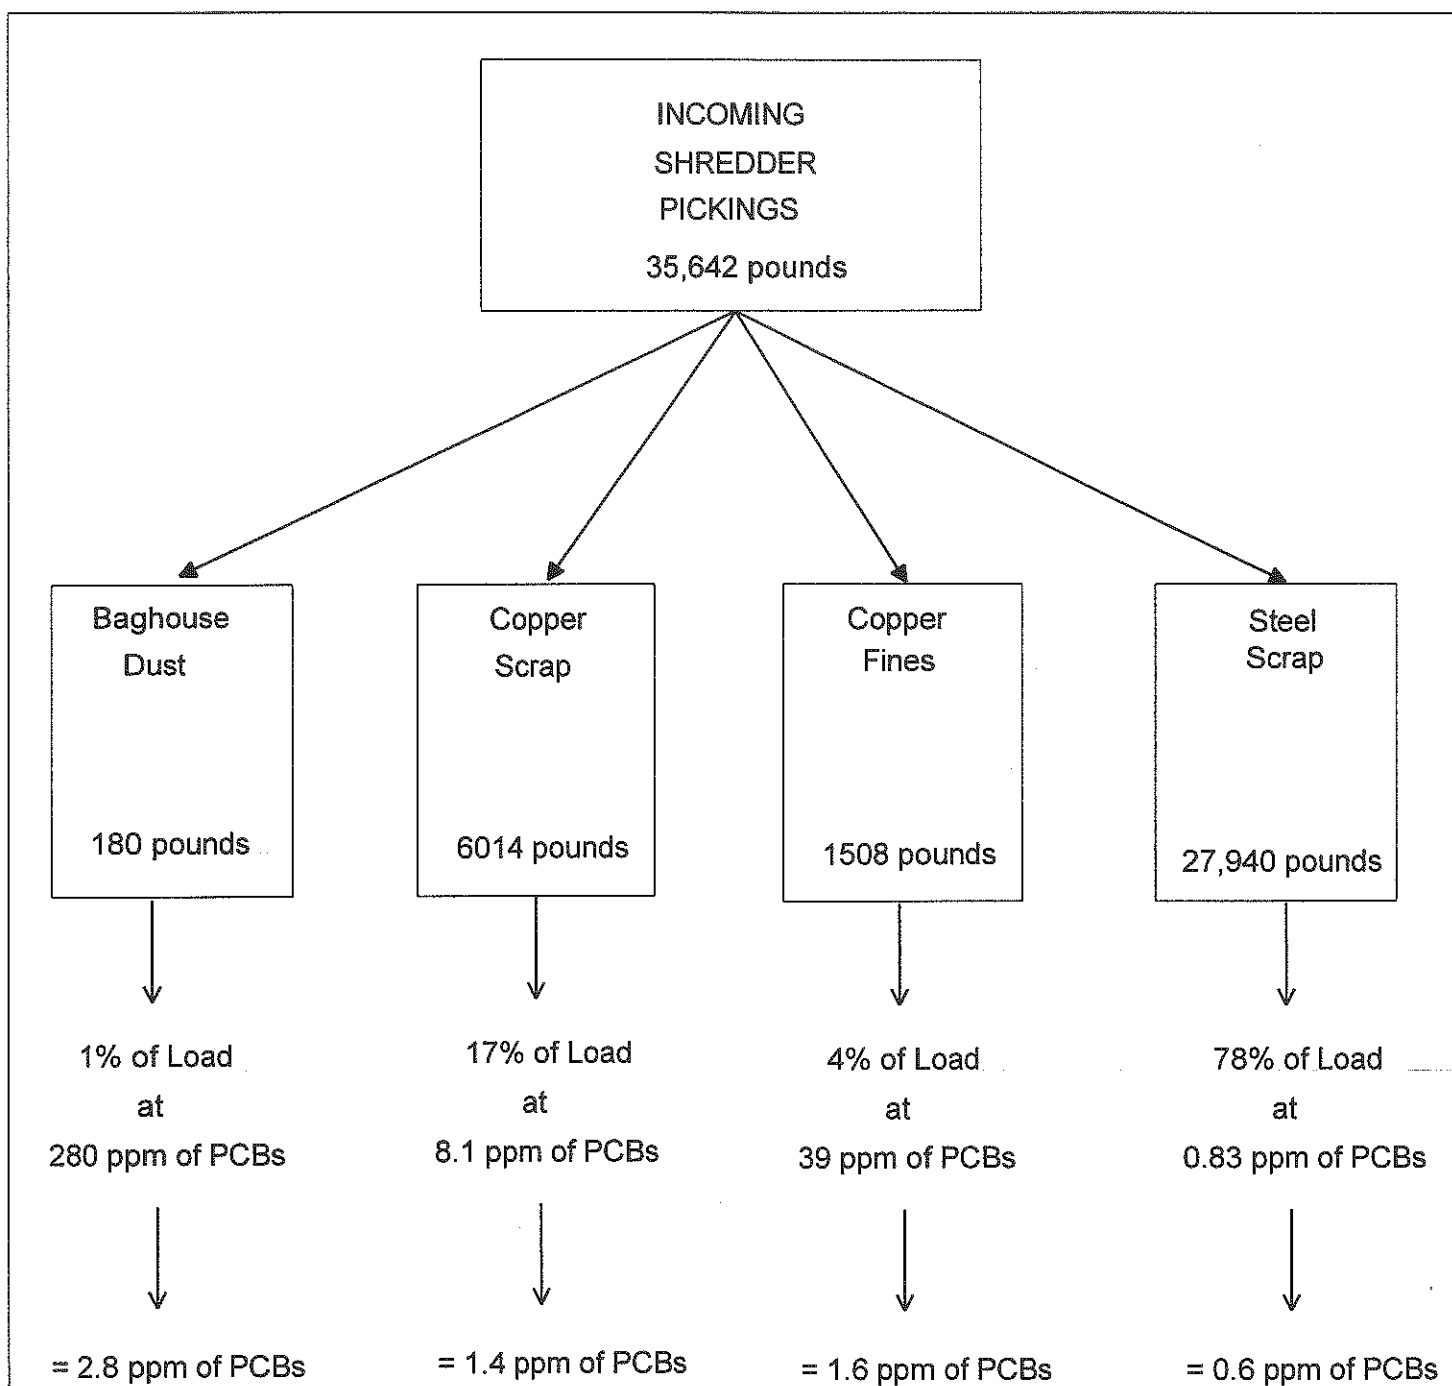 INCOMING
SHREDDER
PICKINGS
35,642 pounds
Baghouse
Dust
180 pounds
Copper
Scrap
6014 pounds
Copper
Fines
1508 pounds
Steel
Scrap
27,940 pounds
1% of Load
at
280 ppm of PCBs
17% of Load
at
8.1 ppm of PCBs
4% of Load
at
39 ppm of PCBs
78% of Load
at
0.83 ppm of PCBs
= 2.8 ppm of PCBs
= 1.4 ppm of PCBs
= 1.6 ppm of PCBs
= 0.6 ppm of PCBs